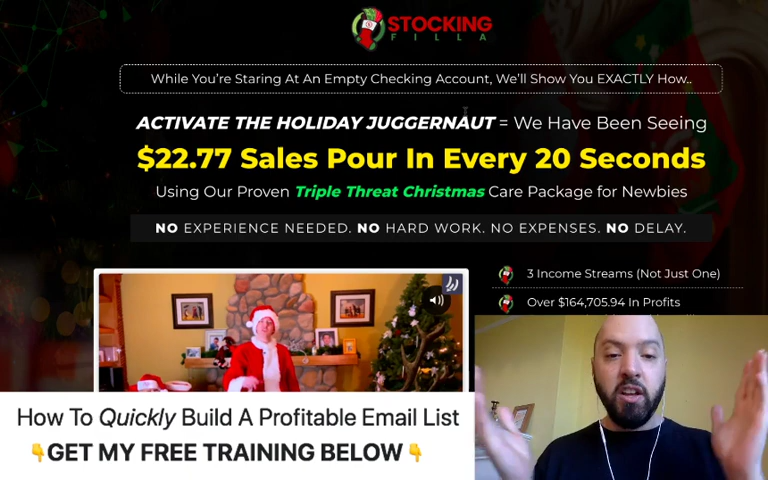 STOCKING
FILLA
While You're Staring At An Empty Checking Account, We'll Show You EXACTLY How..
ACTIVATE THE HOLIDAY JUGGERNAUT = We Have Been Seeing
$22.77 Sales Pour In Every 20 Seconds
Using Our Proven Triple Threat Christmas Care Package for Newbies
NO EXPERIENCE NEEDED. NO HARD WORK. NO EXPENSES. NO DELAY.
3 Income Streams (Not Just One)
Over $164,705.94 In Profits
How To Quickly Build A Profitable Email List
👇GET MY FREE TRAINING BELOW👇